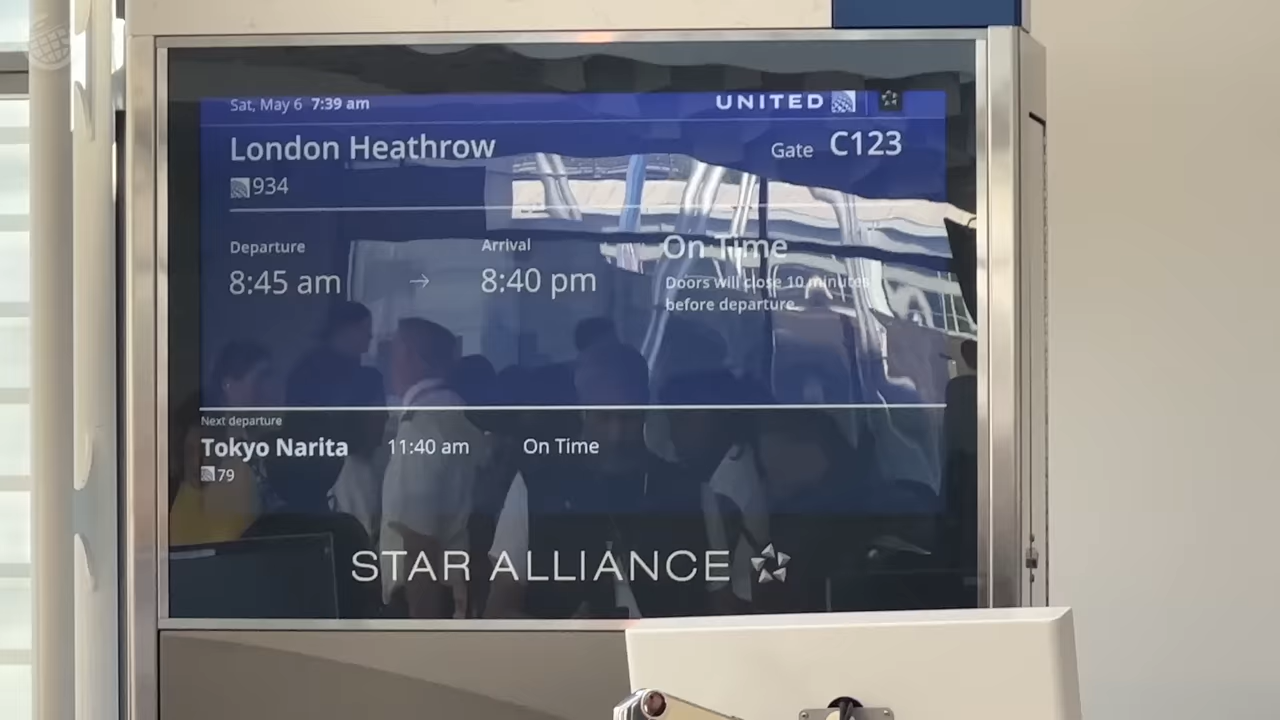 Sat, May 6 7:39 am
UNITED
London Heathrow
Gate C123
934
Departure
Arrival
On Time
8:45 am → 8:40 pm
Doors will close 10 minutes
before departure.
Next departure
Tokyo Narita 11:40 am On Time
79
STAR ALLIANCE